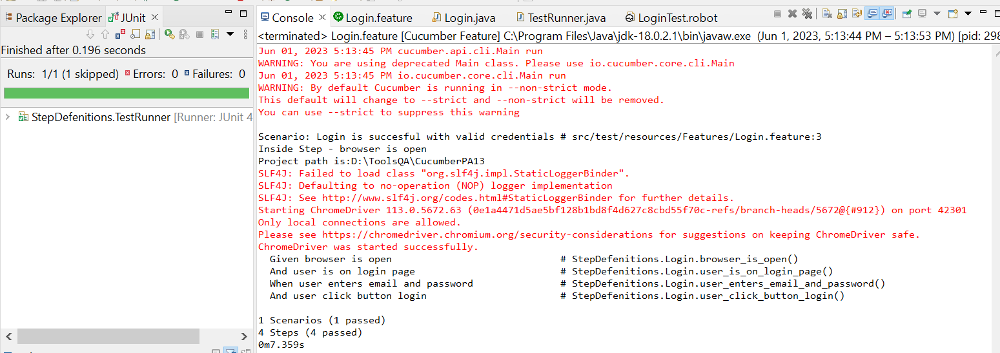 Package Explorer
JUnit
Finished after 0.196 seconds
Runs: 1/1 (1 skipped) Errors: 0 Failures: 0
StepDefenitions.TestRunner [Runner: JUnit 4
Console Login.feature Login.java TestRunner.java LoginTest.robot
<terminated> Login.feature [Cucumber Feature] C:\Program Files\Java\jdk-18.0.2.1\bin\javaw.exe (Jun 1, 2023, 5:13:44 PM – 5:13:53 PM) [pid: 298
Jun 01, 2023 5:13:45 PM cucumber.api.cli.Main run
WARNING: You are using deprecated Main class. Please use io.cucumber.core.cli.Main
Jun 01, 2023 5:13:45 PM io.cucumber.core.cli.Main run
WARNING: By default Cucumber is running in --non-strict mode.
This default will change to --strict and --non-strict will be removed.
You can use --strict to suppress this warning
Scenario: Login is succesful with valid credentials # src/test/resources/Features/Login.feature:3
Inside Step - browser is open
Project path is:D:\ToolsQA\CucumberPA13
SLF4J: Failed to load class "org.slf4j.impl.StaticLoggerBinder".
SLF4J: Defaulting to no-operation (NOP) logger implementation
SLF4J: See http://www.slf4j.org/codes.html#StaticLoggerBinder for further details.
Starting ChromeDriver 113.0.5672.63 (0e1a4471d5ae5bf128b1bd8f4d627c8cbd55f70c-refs/branch-heads/5672@{#912}) on port 42301
Only local connections are allowed.
Please see https://chromedriver.chromium.org/security-considerations for suggestions on keeping ChromeDriver safe.
ChromeDriver was started successfully.
Given browser is open # StepDefenitions.Login.browser_is_open()
And user is on login page # StepDefenitions.Login.user_is_on_login_page()
When user enters email and password # StepDefenitions.Login.user_enters_email_and_password()
And user click button login # StepDefenitions.Login.user_click_button_login()
1 Scenarios (1 passed)
4 Steps (4 passed)
0m7.359s